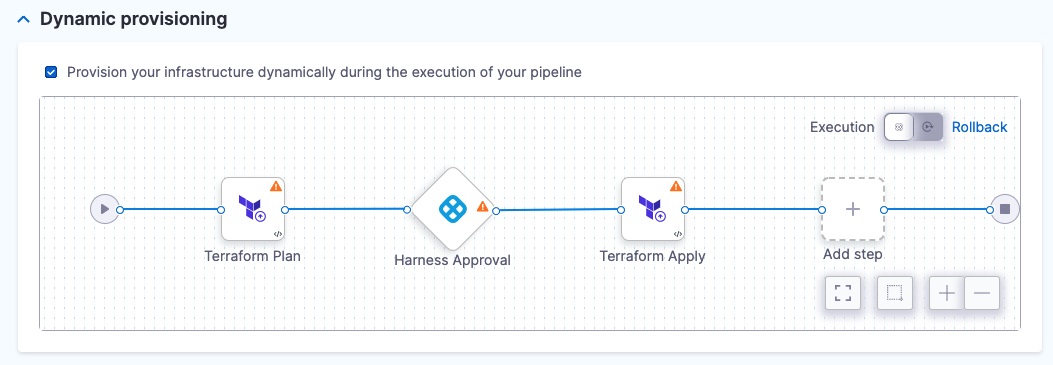 Dynamic provisioning
Provision your infrastructure dynamically during the execution of your pipeline
Execution Rollback
Terraform Plan
Harness Approval
Terraform Apply
Add step